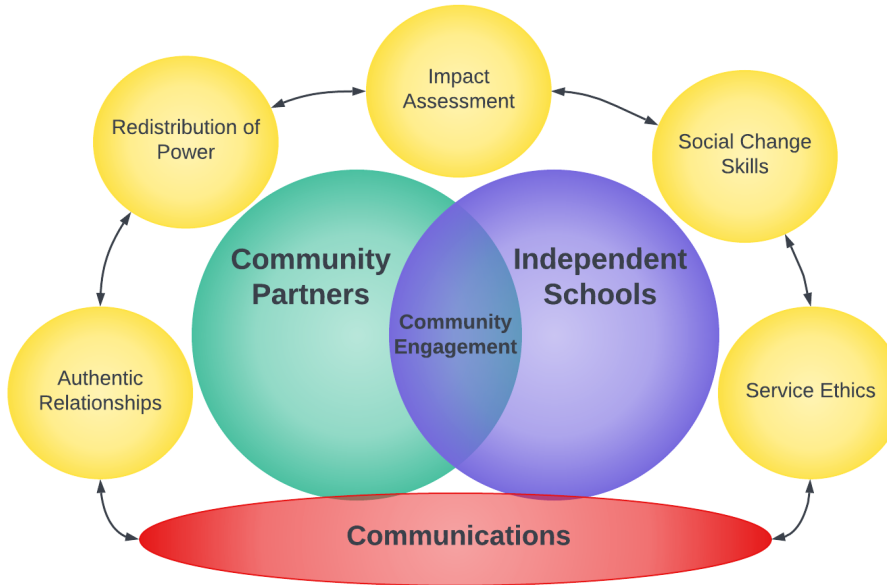 Impact
Assessment
Redistribution of
Power
Social Change
Skills
Community
Partners
Independent
Schools
Community
Engagement
Authentic
Relationships
Service Ethics
Communications